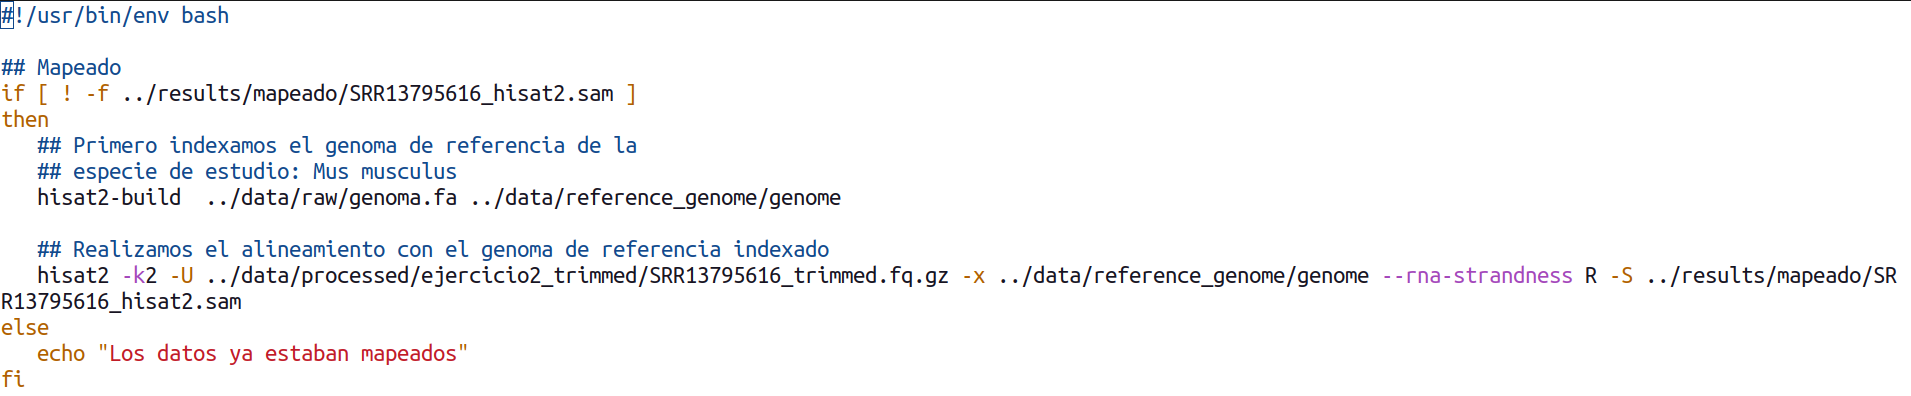 #!/usr/bin/env bash
## Mapeado
if [ ! -f ../results/mapeado/SRR13795616_hisat2.sam ]
then
   ## Primero indexamos el genoma de referencia de la
   ## especie de estudio: Mus musculus
   hisat2-build  ../data/raw/genoma.fa ../data/reference_genome/genome
   ## Realizamos el alineamiento con el genoma de referencia indexado
   hisat2 -k2 -U ../data/processed/ejercicio2_trimmed/SRR13795616_trimmed.fq.gz -x ../data/reference_genome/genome --rna-strandness R -S ../results/mapeado/SR
R13795616_hisat2.sam
else
   echo "Los datos ya estaban mapeados"
fi